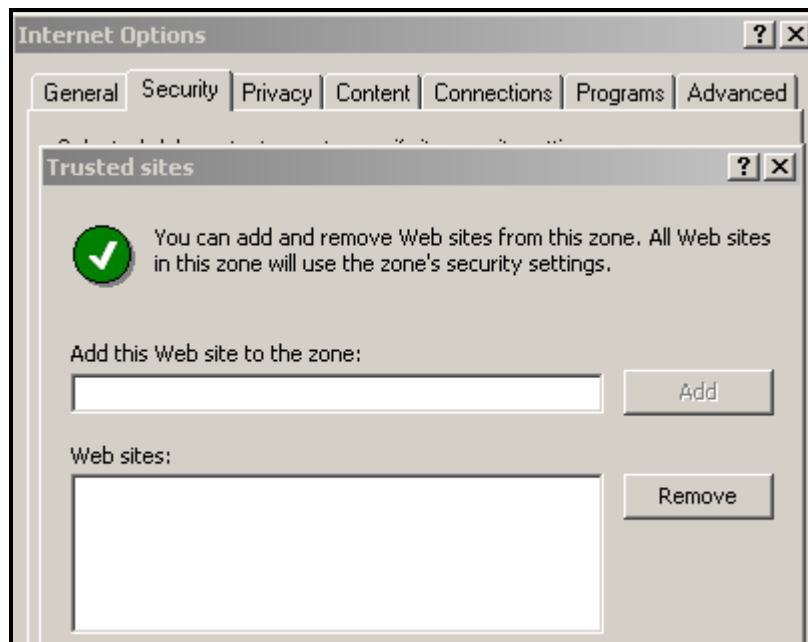 Internet Options
General Security Privacy Content Connections Programs Advanced
Trusted sites
You can add and remove Web sites from this zone. All Web sites
in this zone will use the zone's security settings.
Add this Web site to the zone:
Add
Web sites:
Remove